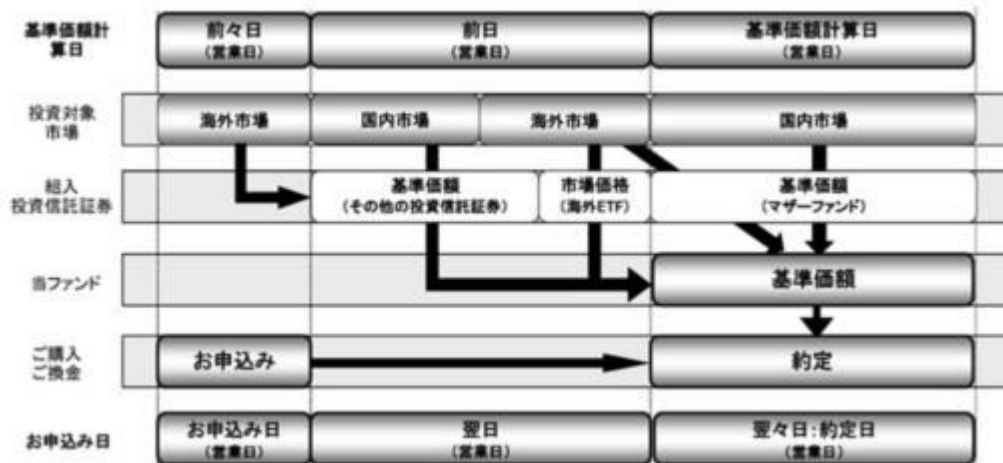 基準価額計
算日
前々日
(営業日)
前日
(営業日)
基準価額計算日
(営業日)
投資対象
市場
海外市場
国内市場
海外市場
国内市場
組入
投資信託証券
基準価額
(その他の投資信託証券)
市場価格
(海外ETF)
基準価額
(マザーファンド)
当ファンド
基準価額
ご購入
ご換金
お申込み
約定
お申込み日
お申込み日
(営業日)
翌日
(営業日)
翌々日:約定日
(営業日)